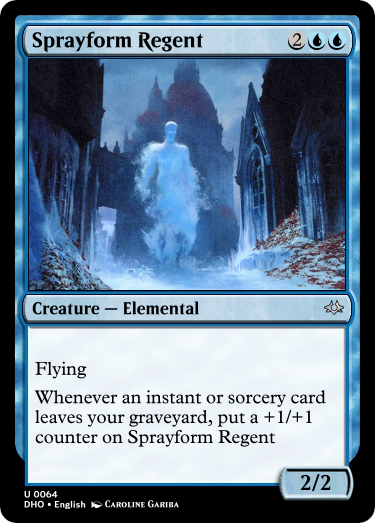 Sprayform Regent 2
Creature — Elemental
Flying
Whenever an instant or sorcery card
leaves your graveyard, put a +1/+1
counter on Sprayform Regent
2/2
U 0064
DHO • English Caroline Gariba